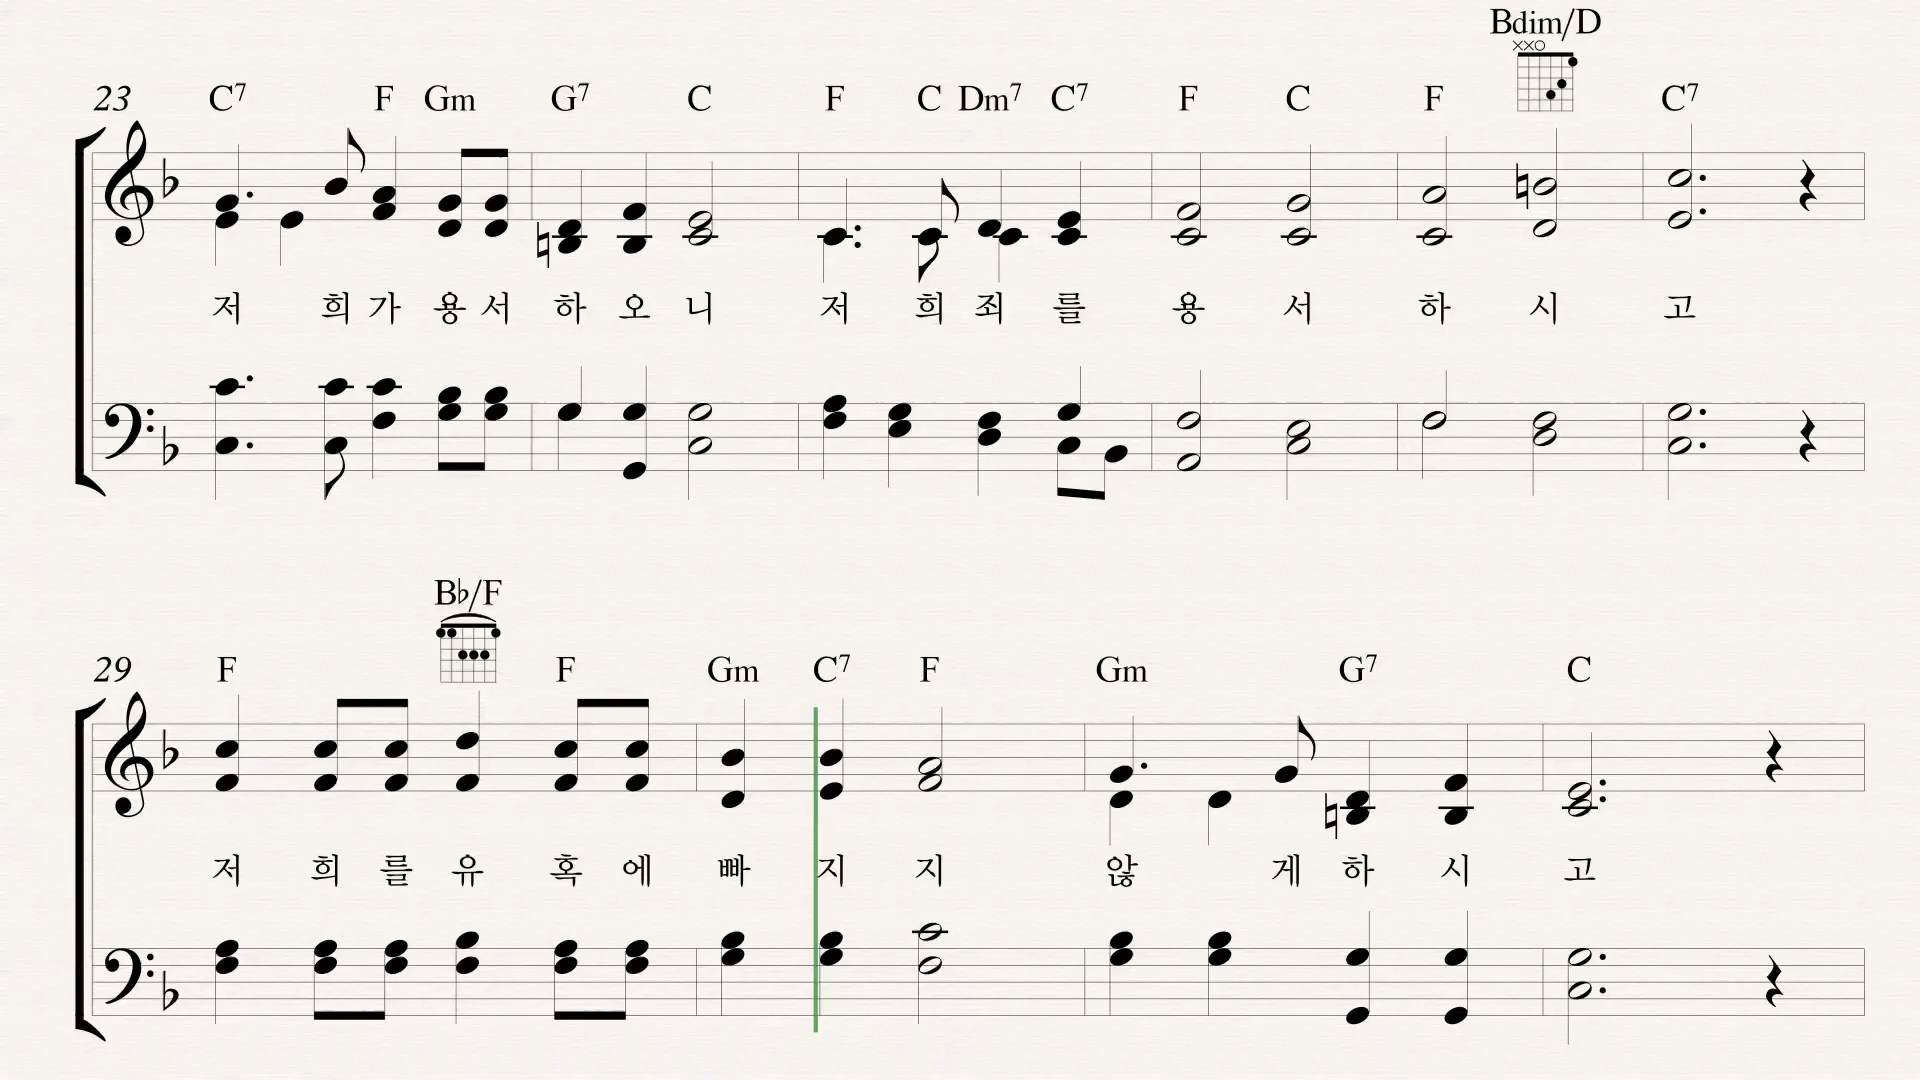 Bdim/D
23 C7 F Gm G7 C F C Dm7 C7 F C F C7
저 희 가 용 서 하 오 니 저 희 죄 를 용 서 하 시 고
B♭/F
29 F F Gm C7 F Gm G7 C
저 희 를 유 혹 에 빠 지 지 않 게 하 시 고